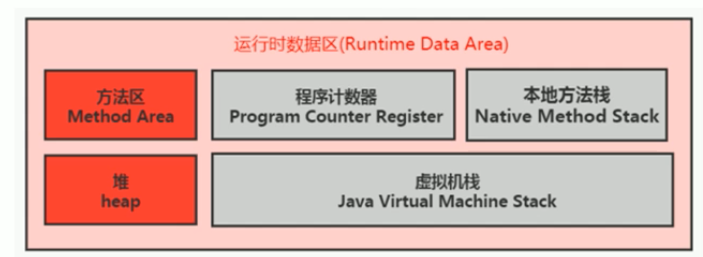 运行时数据区(Runtime Data Area)
方法区
Method Area
程序计数器
Program Counter Register
本地方法栈
Native Method Stack
堆
heap
虚拟机栈
Java Virtual Machine Stack